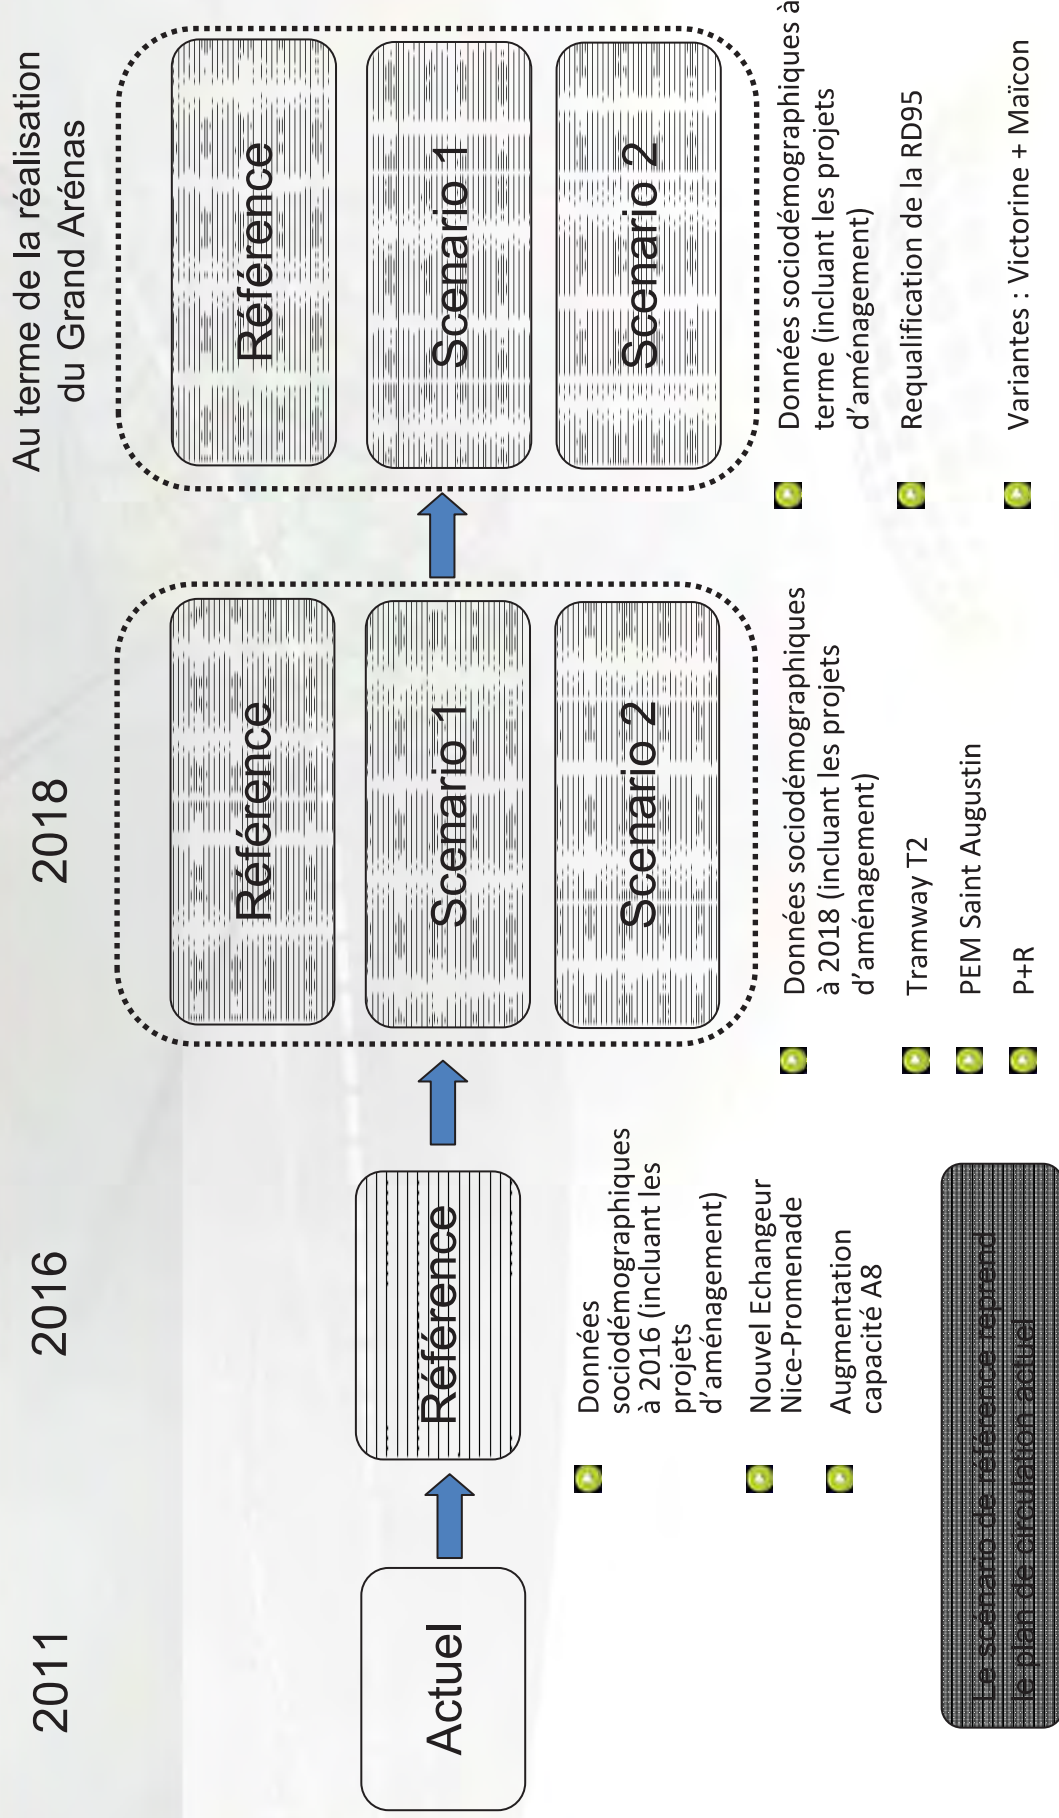 2011
2016
2018
Au terme de la réalisation
du Grand Arénas
Actuel
Référence
Référence
Scenario 1
Scenario 2
Référence
Scenario 1
Scenario 2
Données
sociodémographiques
à 2016 (incluant les
projets
d’aménagement)
Nouvel Echangeur
Nice-Promenade
Augmentation
capacité A8
Données sociodémographiques
à 2018 (incluant les projets
d’aménagement)
Tramway T2
PEM Saint Augustin
P+R
Données sociodémographiques à
terme (incluant les projets
d’aménagement)
Requalification de la RD95
Variantes : Victorine + Maïcon
Le scénario de référence reprend
le plan de circulation actuel